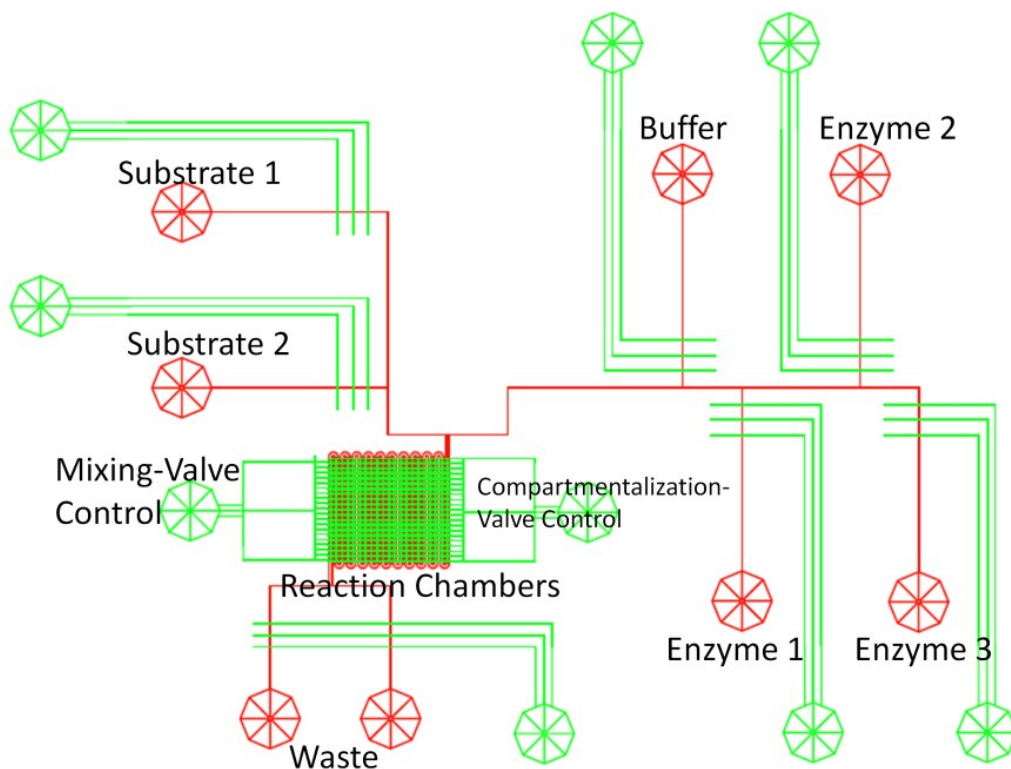 Buffer
Enzyme 2
Substrate 1
Substrate 2
Mixing-Valve
Control
Compartmentalization-
Valve Control
Reaction Chambers
Enzyme 1
Enzyme 3
Waste